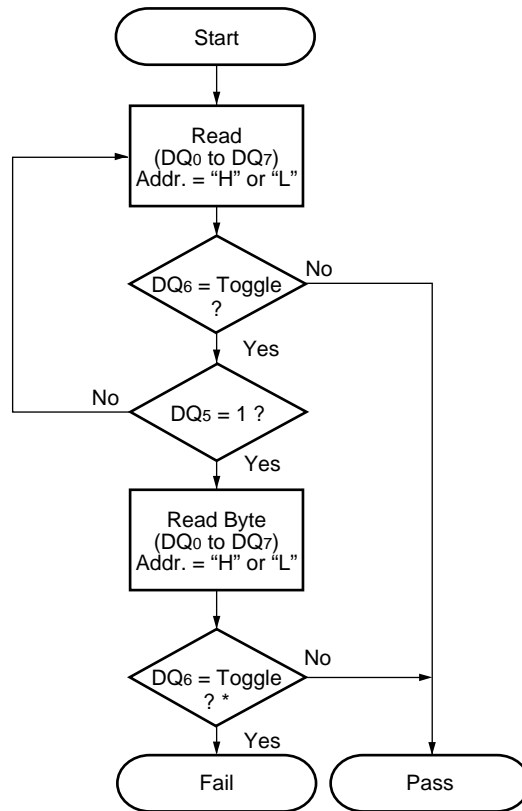 Start
Read
(DQ0 to DQ7)
Addr. = “H” or “L”
DQ6 = Toggle
?
No
Yes
DQ5 = 1 ?
No
Yes
Read Byte
(DQ0 to DQ7)
Addr. = “H” or “L”
DQ6 = Toggle
? *
No
Yes
Fail
Pass